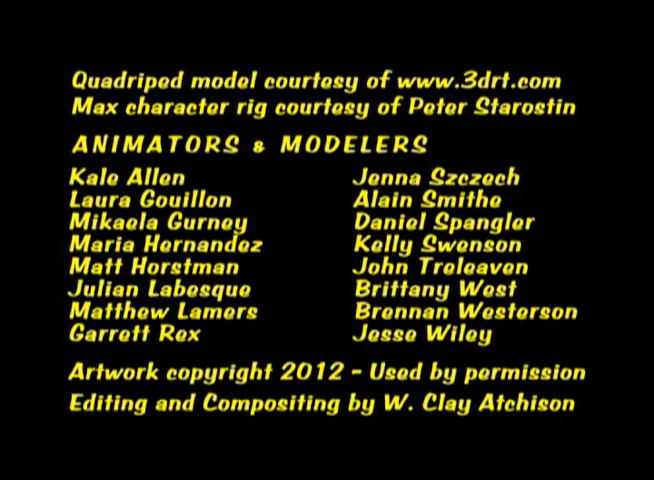 Quadriped model courtesy of www.3drt.com
Max character rig courtesy of Peter Starostin
ANIMATORS & MODELERS
Kale Allen
Laura Gouillon
Mikaela Gurney
Maria Hernandez
Matt Horstman
Julian Labesque
Matthew Lamers
Garrett Rex
Jenna Szczech
Alain Smithe
Daniel Spangler
Kelly Swenson
John Treleaven
Brittany West
Brennan Westerson
Jesse Wiley
Artwork copyright 2012 - Used by permission
Editing and Compositing by W. Clay Atchison